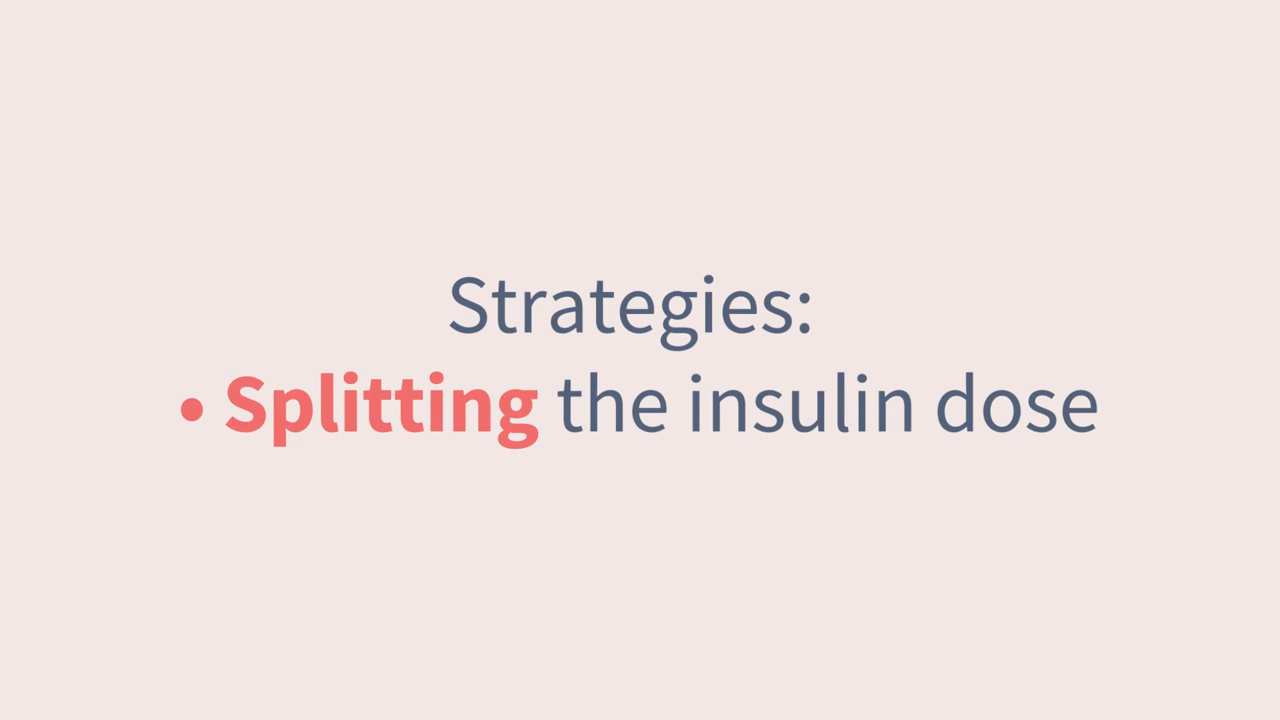 Strategies:
• Splitting the insulin dose